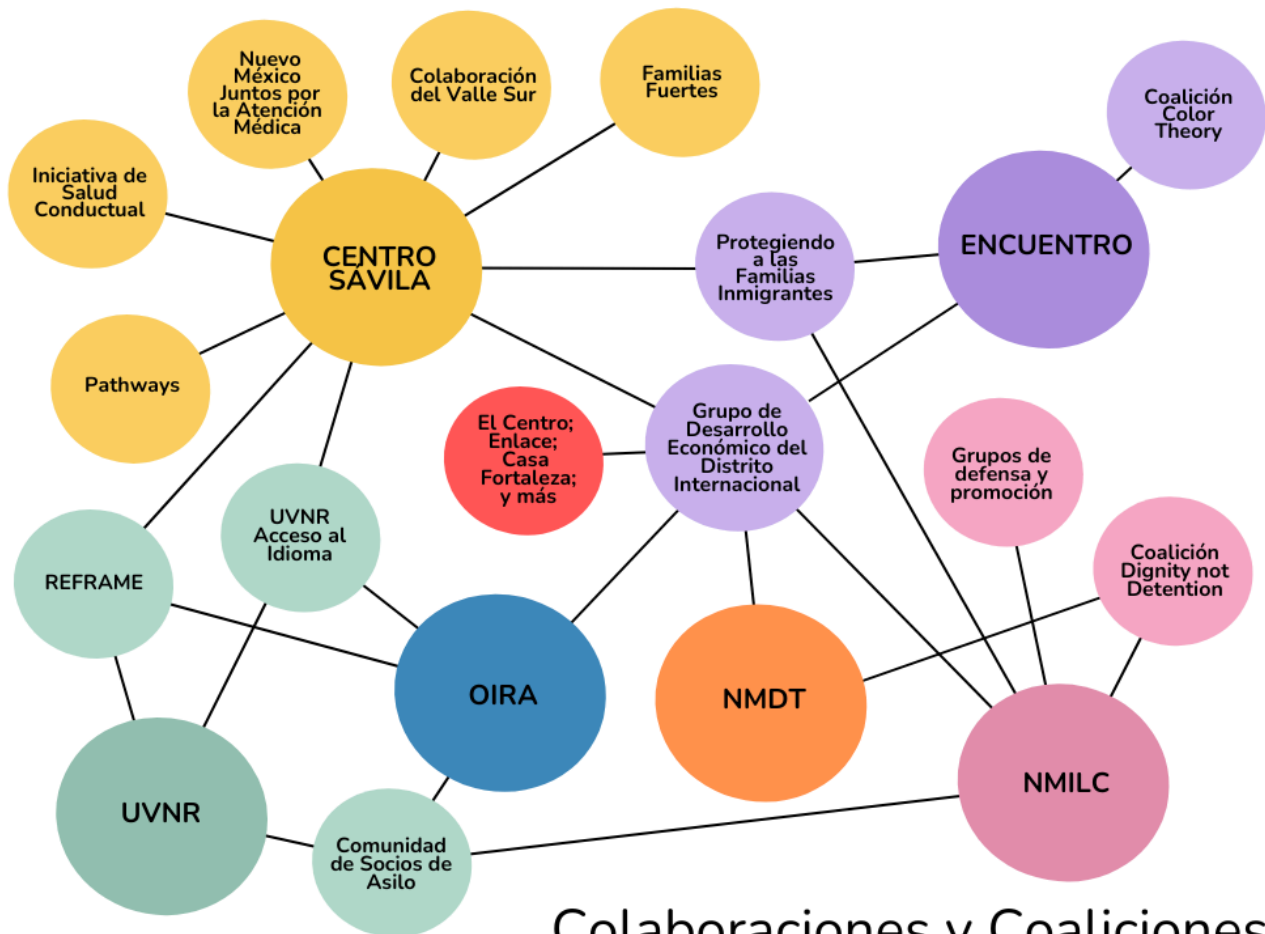 Nuevo
México
Juntos por
la Atención
Médica
Colaboración
del Valle Sur
Familias
Fuertes
Coalición
Color
Theory
Iniciativa de
Salud
Conductual
CENTRO
SÁVILA
Protegiendo
a las
Familias
Inmigrantes
ENCUENTRO
Pathways
El Centro;
Enlace;
Casa
Fortaleza;
y más
Grupo de
Desarrollo
Económico del
Distrito
Internacional
Grupos de
defensa y
promoción
UVNR
Acceso al
Idioma
REFRAME
Coalición
Dignity not
Detention
OIRA
NMDT
NMILC
UVNR
Comunidad
de Socios de
Asilo
Colaboraciones y Coaliciones